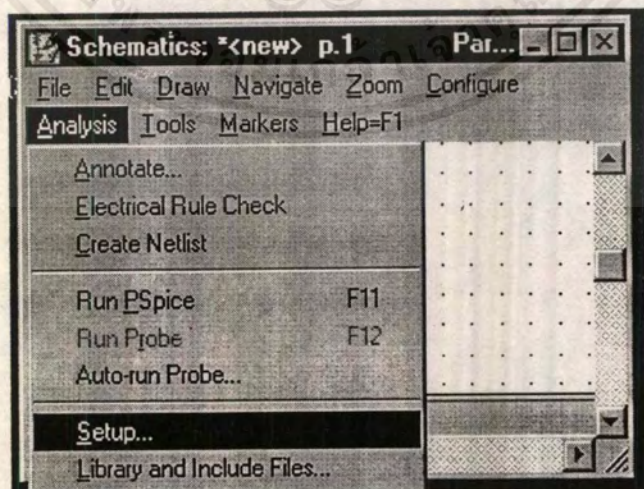 Schematics: *<new> p.1 Par...
File Edit Draw Navigate Zoom Configure
Analysis Tools Markers Help=F1
Annotate...
Electrical Rule Check
Create Netlist
Run PSpice F11
Run Probe F12
Auto-run Probe...
Setup...
Library and Include Files...